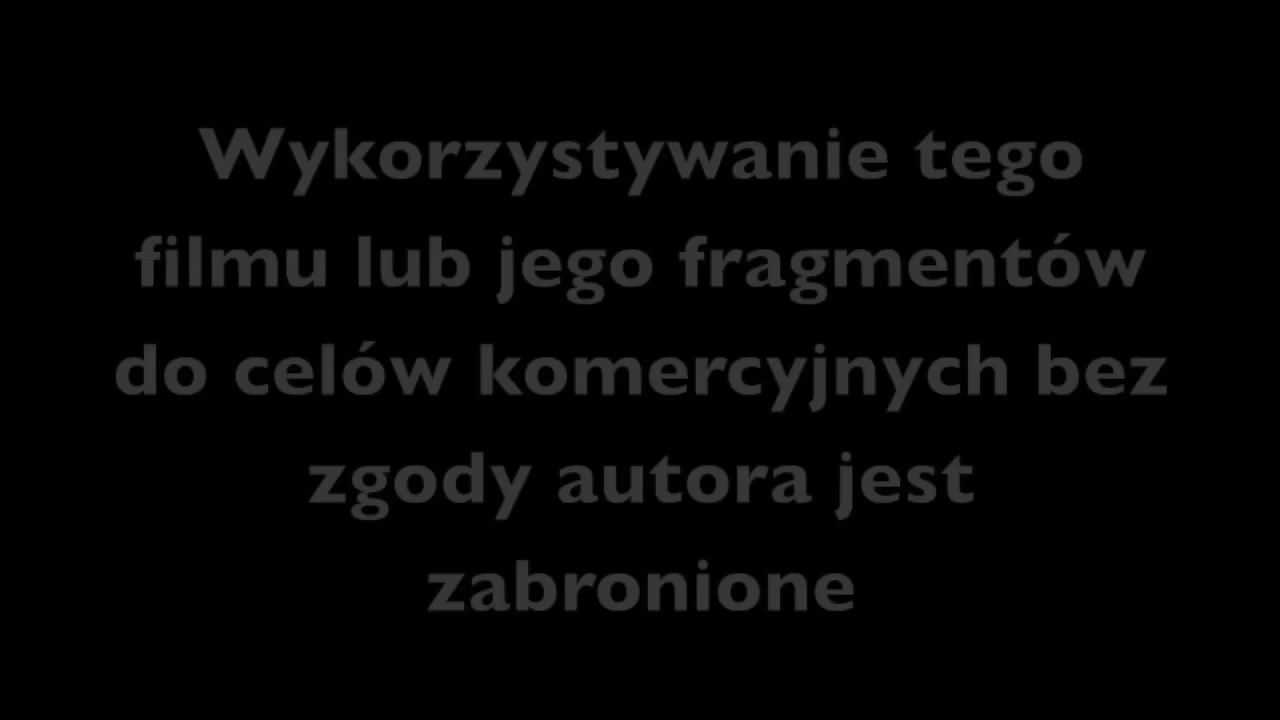 Wykorzystywanie tego
filmu lub jego fragmentów
do celów komercyjnych bez
zgody autora jest
zabronione